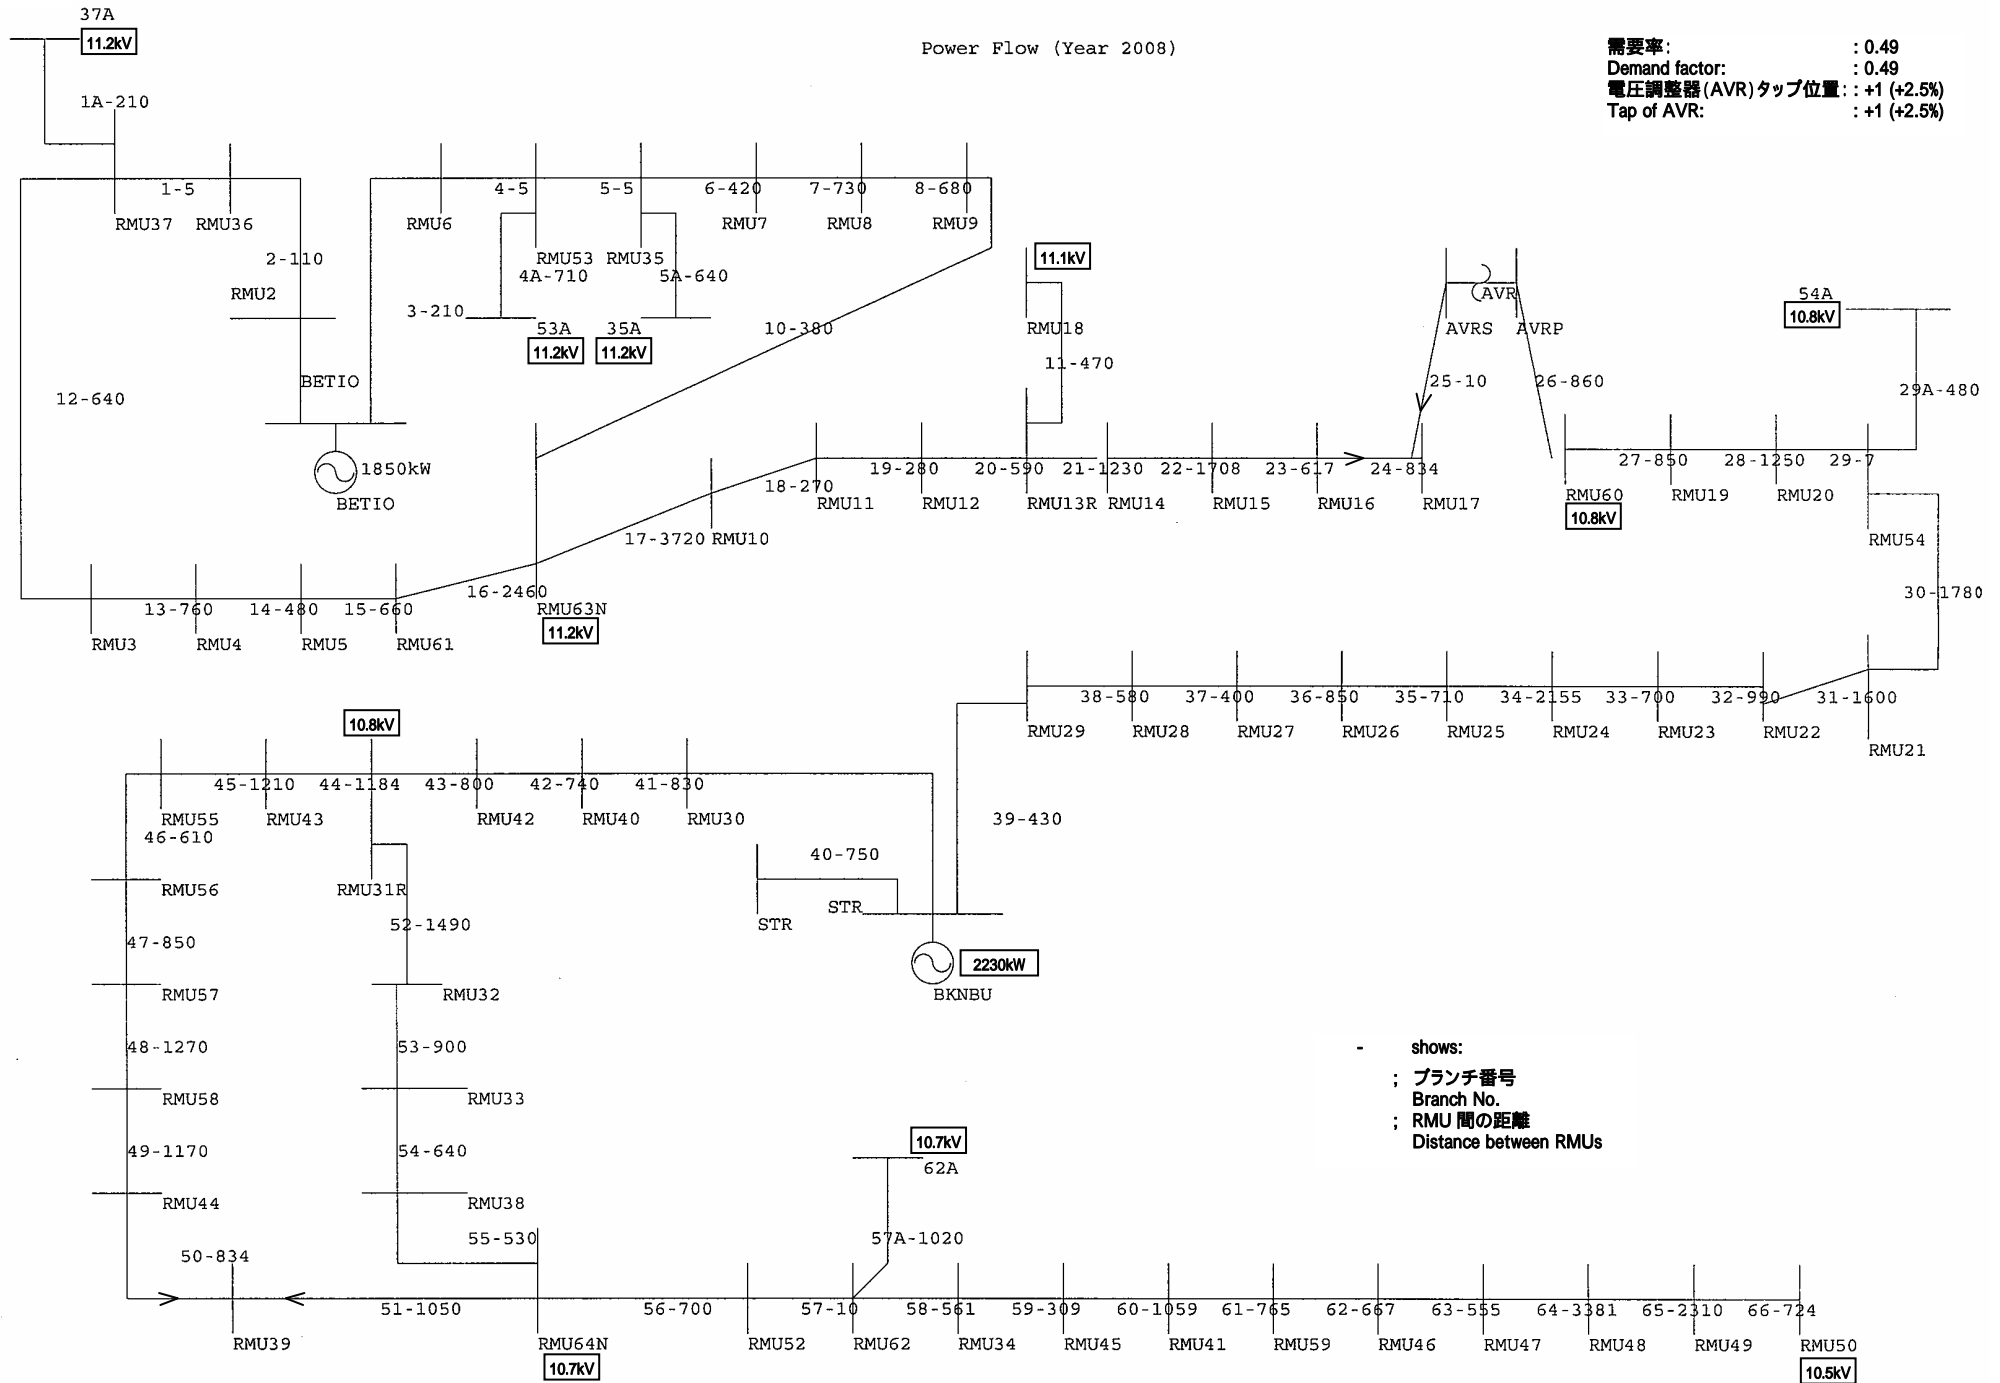 37A
11.2kV
Power Flow (Year 2008)
需要率: : 0.49
Demand factor: : 0.49
電圧調整器(AVR)タップ位置: : +1 (+2.5%)
Tap of AVR: : +1 (+2.5%)
1A-210
1-5
4-5
5-5
6-420
7-730
8-680
RMU37
RMU36
RMU6
RMU7
RMU8
RMU9
2-110
RMU53
RMU35
4A-710
5A-640
11.1kV
RMU2
3-210
53A
35A
11.2kV
11.2kV
10-380
RMU18
11-470
AVR
AVRS
AVRP
54A
10.8kV
BETIO
12-640
25-10
26-860
29A-480
1850kW
BETIO
18-270
19-280
20-590
21-1230
22-1708
23-617
24-834
27-850
28-1250
29-7
RMU11
RMU12
RMU13R
RMU14
RMU15
RMU16
RMU17
RMU60
10.8kV
RMU19
RMU20
RMU54
17-3720
RMU10
16-2460
RMU63N
11.2kV
30-1780
13-760
14-480
15-660
RMU3
RMU4
RMU5
RMU61
38-580
37-400
36-850
35-710
34-2155
33-700
32-990
31-1600
RMU29
RMU28
RMU27
RMU26
RMU25
RMU24
RMU23
RMU22
RMU21
10.8kV
45-1210
44-1184
43-800
42-740
41-830
RMU55
RMU43
RMU42
RMU40
RMU30
39-430
46-610
40-750
RMU56
RMU31R
STR
STR
52-1490
47-850
2230kW
BKNBU
RMU57
RMU32
48-1270
53-900
- shows:
; ブランチ番号
Branch No.
; RMU 間の距離
Distance between RMUs
RMU58
RMU33
49-1170
54-640
10.7kV
62A
RMU44
RMU38
55-530
57A-1020
50-834
51-1050
56-700
57-10
58-561
59-309
60-1059
61-765
62-667
63-555
64-3381
65-2310
66-724
RMU39
RMU64N
10.7kV
RMU52
RMU62
RMU34
RMU45
RMU41
RMU59
RMU46
RMU47
RMU48
RMU49
RMU50
10.5kV